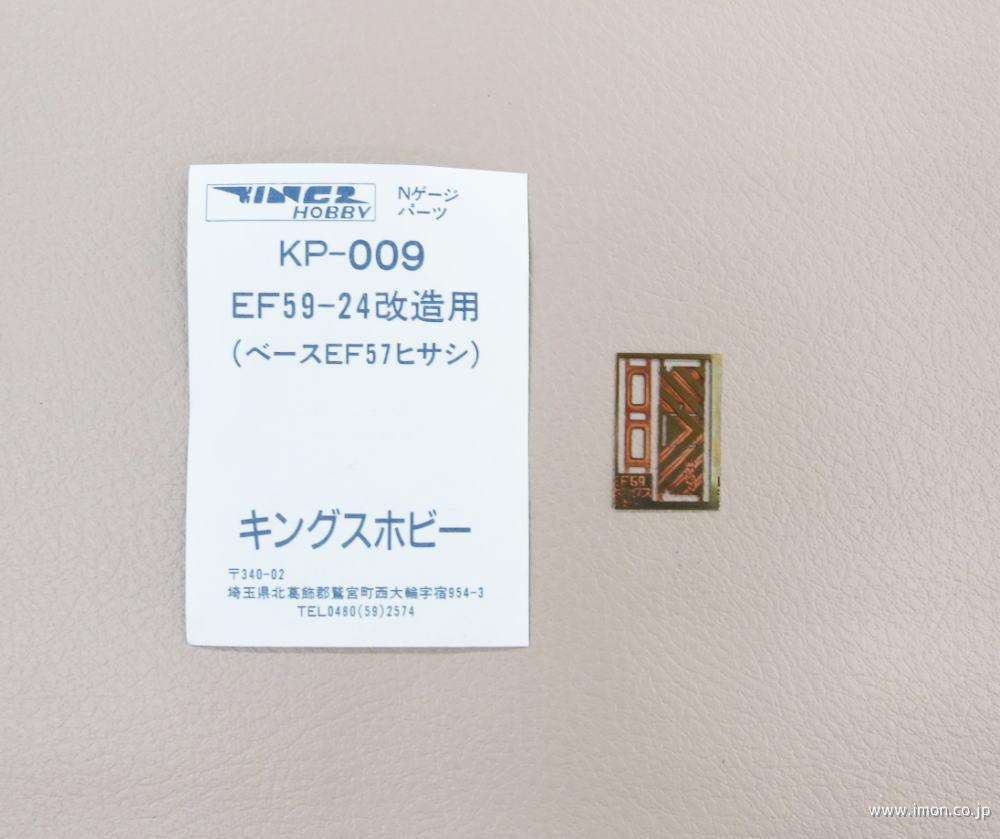 KINGS
HOBBY
Nゲージ
パーツ
KP-009
EF59-24改造用
(ベースEF57ヒサシ)
キングスホビー
〒340-02
埼玉県北葛飾郡鷲宮町西大輪字宿954-3
TEL0480(59)2574
EF59
www.imon.co.jp